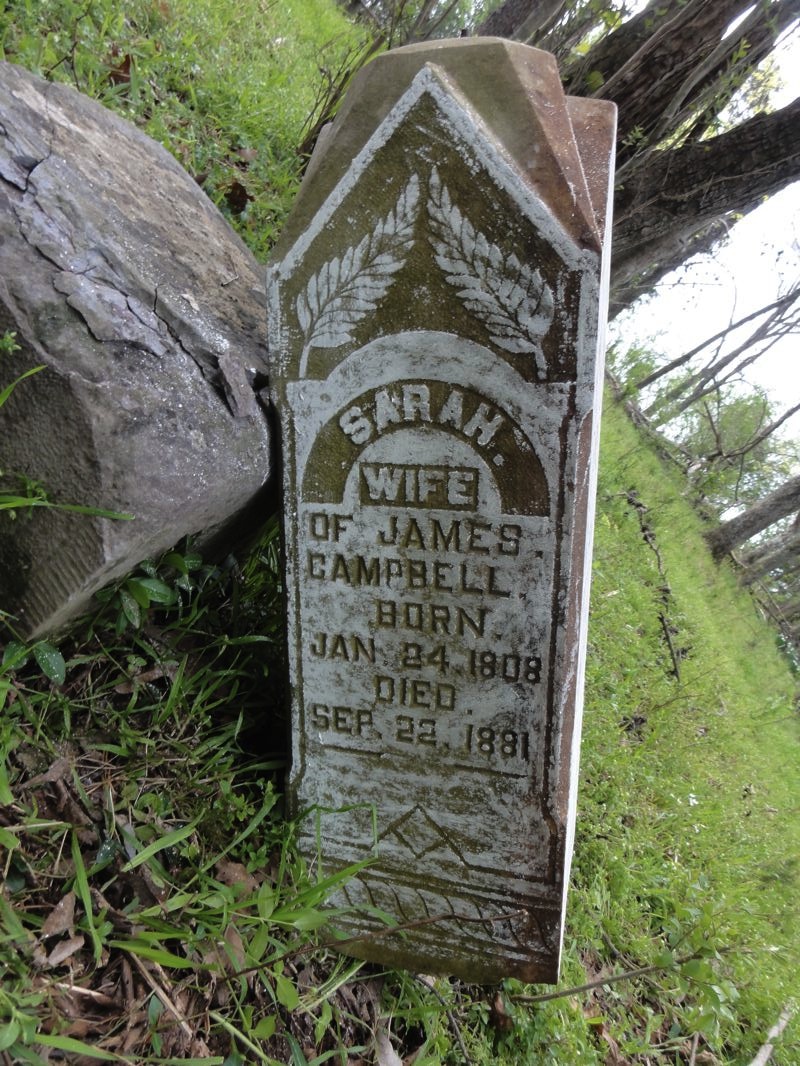 SARAH.
WIFE
OF JAMES.
CAMPBELL.
BORN.
JAN 24, 1808
DIED.
SEP. 22, 1881